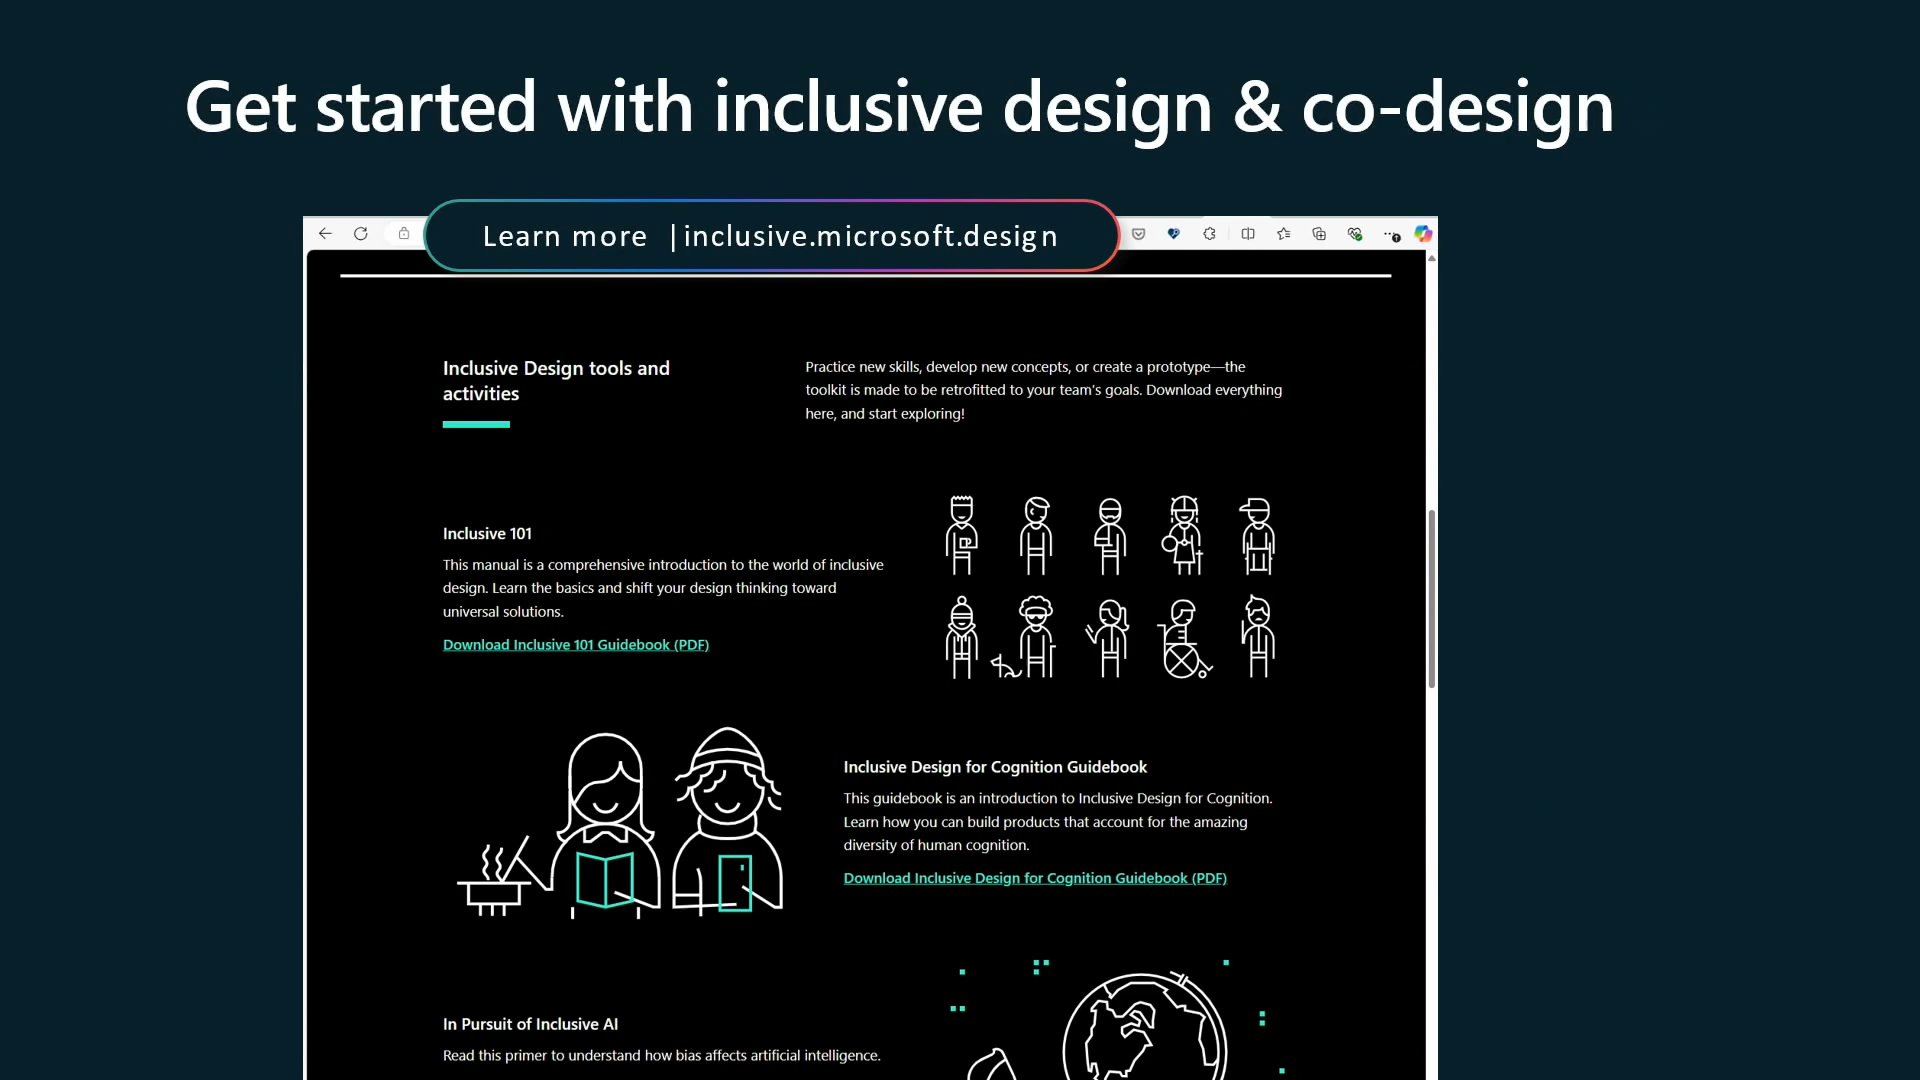 Get started with inclusive design & co-design
Learn more |inclusive.microsoft.design
Inclusive Design tools and
activities
Practice new skills, develop new concepts, or create a prototype—the
toolkit is made to be retrofitted to your team's goals. Download everything
here, and start exploring!
Inclusive 101
This manual is a comprehensive introduction to the world of inclusive
design. Learn the basics and shift your design thinking toward
universal solutions.
Download Inclusive 101 Guidebook (PDF)
Inclusive Design for Cognition Guidebook
This guidebook is an introduction to Inclusive Design for Cognition.
Learn how you can build products that account for the amazing
diversity of human cognition.
Download Inclusive Design for Cognition Guidebook (PDF)
In Pursuit of Inclusive AI
Read this primer to understand how bias affects artificial intelligence.